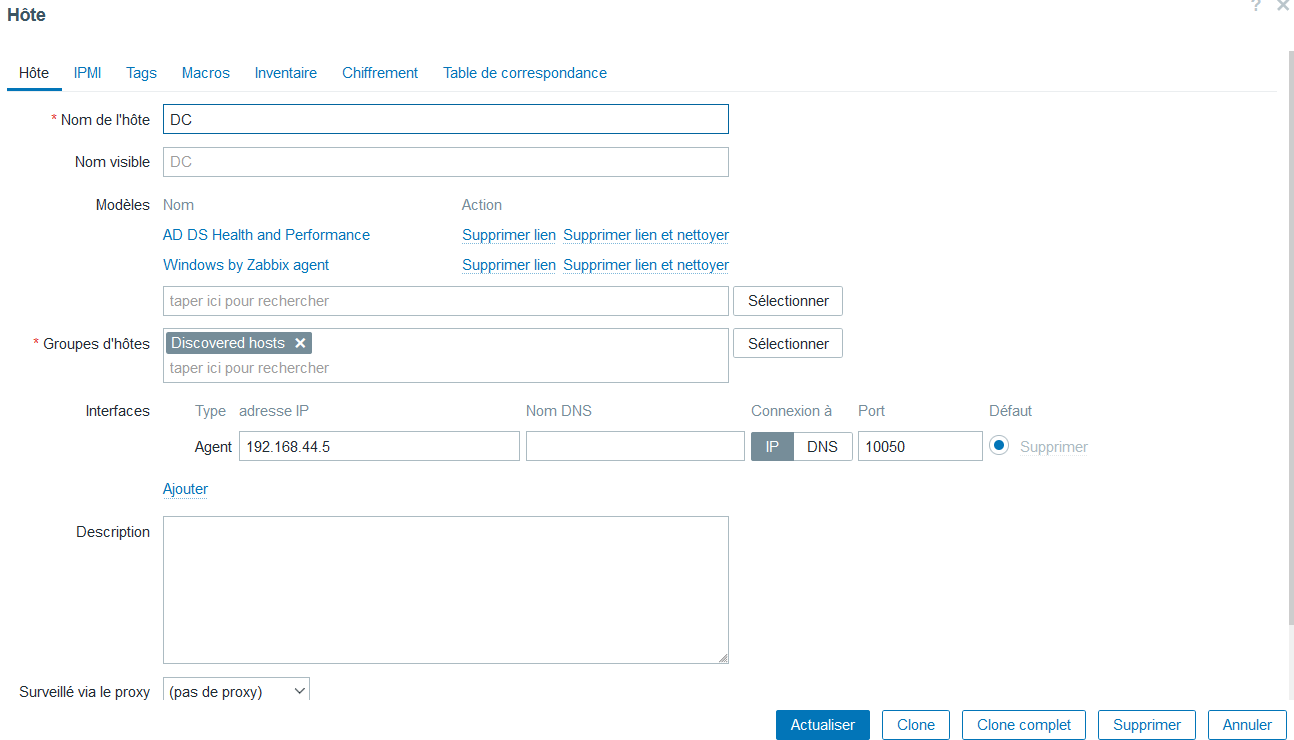 Hôte
? ×
Hôte IPMI Tags Macros Inventaire Chiffrement Table de correspondance
* Nom de l'hôte DC
Nom visible DC
Modèles Nom Action
AD DS Health and Performance Supprimer lien Supprimer lien et nettoyer
Windows by Zabbix agent Supprimer lien Supprimer lien et nettoyer
taper ici pour rechercher Sélectionner
* Groupes d'hôtes Discovered hosts × Sélectionner
taper ici pour rechercher
Interfaces Type adresse IP Nom DNS Connexion à Port Défaut
Agent 192.168.44.5 IP DNS 10050 Supprimer
Ajouter
Description
Surveillé via le proxy (pas de proxy)
Actualiser Clone Clone complet Supprimer Annuler